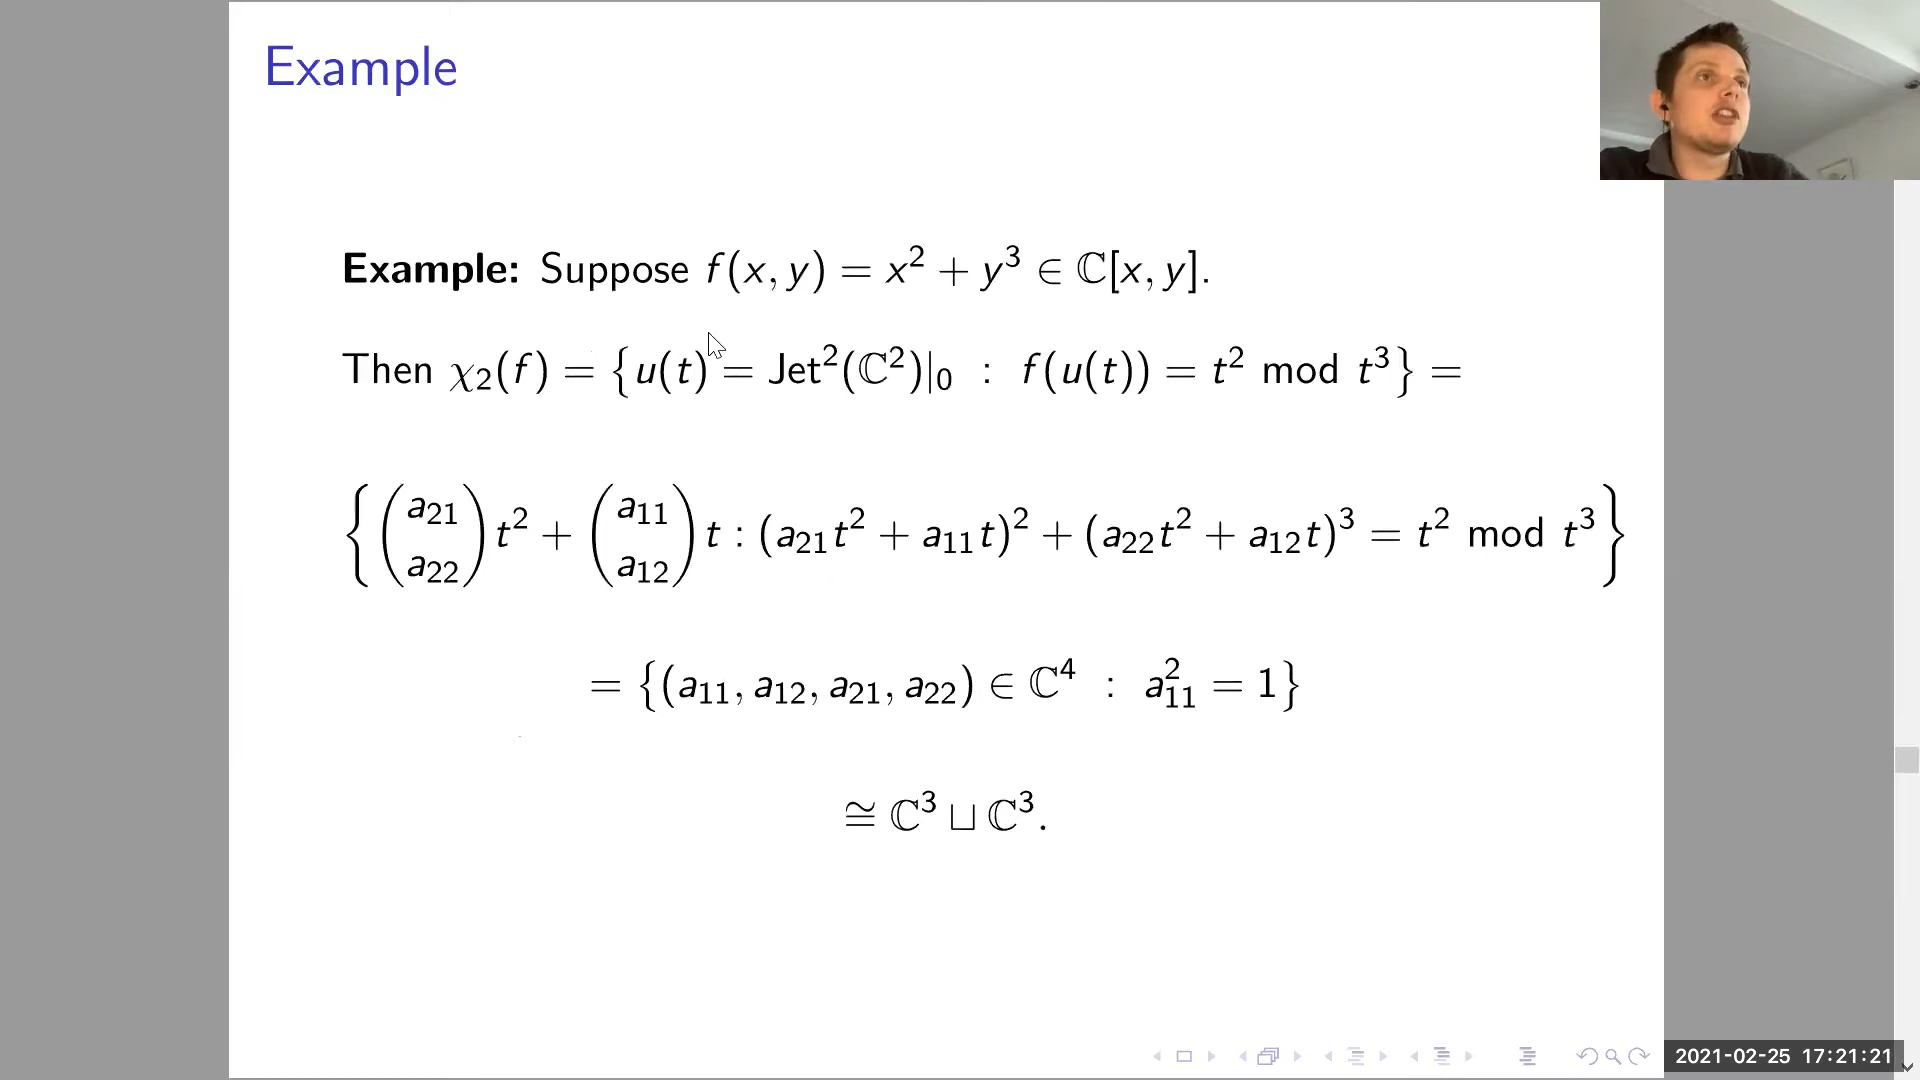 Example
Example: Suppose f(x, y) = x² + y³ ∈ ℂ[x, y].
Then χ₂(f) = {u(t) = Jet²(ℂ²)|₀ : f(u(t)) = t² mod t³} =
{(a₂₁ a₂₂) t² + (a₁₁ a₁₂) t : (a₂₁t² + a₁₁t)² + (a₂₂t² + a₁₂t)³ = t² mod t³}
= {(a₁₁, a₁₂, a₂₁, a₂₂) ∈ ℂ⁴ : a₁₁² = 1}
≅ ℂ³ ⊔ ℂ³.
2021-02-25 17:21:21